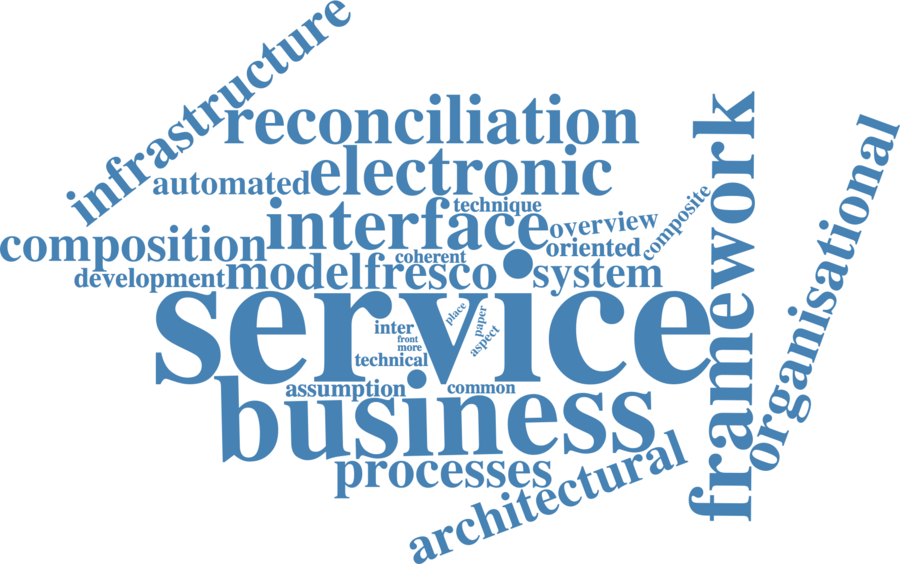 infrastructure
reconciliation
automated
electronic
technique
composite
framework
organisational
interface
overview
composition
coherent
oriented
development
model
fresco
system
service
place
paper
inter
front
more
aspect
technical
assumption
common
business
processes
architectural